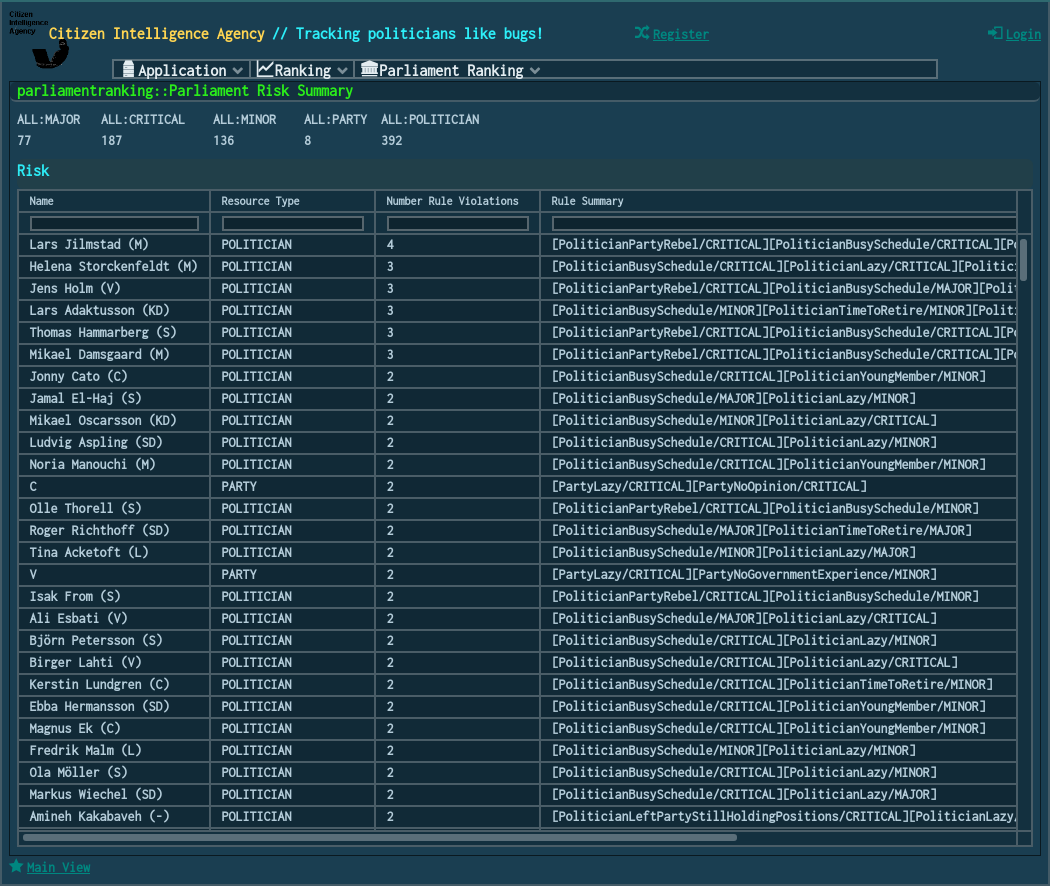 Citizen
Intelligence
Agency
Citizen Intelligence Agency // Tracking politicians like bugs!
Register
Login
Application
Ranking
Parliament Ranking
parliamentranking::Parliament Risk Summary
ALL:MAJOR ALL:CRITICAL ALL:MINOR ALL:PARTY ALL:POLITICIAN
77 187 136 8 392
Risk
Name Resource Type Number Rule Violations Rule Summary
Lars Jilmstad (M) POLITICIAN 4 [PoliticianPartyRebel/CRITICAL][PoliticianBusySchedule/CRITICAL][Po
Helena Storckenfeldt (M) POLITICIAN 3 [PoliticianBusySchedule/CRITICAL][PoliticianLazy/CRITICAL][Politici
Jens Holm (V) POLITICIAN 3 [PoliticianPartyRebel/CRITICAL][PoliticianBusySchedule/MAJOR][Polit
Lars Adaktusson (KD) POLITICIAN 3 [PoliticianBusySchedule/MINOR][PoliticianTimeToRetire/MINOR][Politi
Thomas Hammarberg (S) POLITICIAN 3 [PoliticianPartyRebel/CRITICAL][PoliticianBusySchedule/CRITICAL][Po
Mikael Damsgaard (M) POLITICIAN 3 [PoliticianPartyRebel/CRITICAL][PoliticianBusySchedule/CRITICAL][Po
Jonny Cato (C) POLITICIAN 2 [PoliticianBusySchedule/CRITICAL][PoliticianYoungMember/MINOR]
Jamal El-Haj (S) POLITICIAN 2 [PoliticianBusySchedule/MAJOR][PoliticianLazy/MINOR]
Mikael Oscarsson (KD) POLITICIAN 2 [PoliticianBusySchedule/MINOR][PoliticianLazy/CRITICAL]
Ludvig Aspling (SD) POLITICIAN 2 [PoliticianBusySchedule/CRITICAL][PoliticianLazy/MINOR]
Noria Manouchi (M) POLITICIAN 2 [PoliticianBusySchedule/CRITICAL][PoliticianYoungMember/MINOR]
C PARTY 2 [PartyLazy/CRITICAL][PartyNoOpinion/CRITICAL]
Olle Thorell (S) POLITICIAN 2 [PoliticianPartyRebel/CRITICAL][PoliticianBusySchedule/MINOR]
Roger Richthoff (SD) POLITICIAN 2 [PoliticianBusySchedule/MAJOR][PoliticianTimeToRetire/MAJOR]
Tina Acketoft (L) POLITICIAN 2 [PoliticianBusySchedule/MINOR][PoliticianLazy/MAJOR]
V PARTY 2 [PartyLazy/CRITICAL][PartyNoGovernmentExperience/MINOR]
Isak From (S) POLITICIAN 2 [PoliticianPartyRebel/CRITICAL][PoliticianBusySchedule/MINOR]
Ali Esbati (V) POLITICIAN 2 [PoliticianBusySchedule/MAJOR][PoliticianLazy/CRITICAL]
Björn Petersson (S) POLITICIAN 2 [PoliticianBusySchedule/CRITICAL][PoliticianLazy/MINOR]
Birger Lahti (V) POLITICIAN 2 [PoliticianBusySchedule/CRITICAL][PoliticianLazy/CRITICAL]
Kerstin Lundgren (C) POLITICIAN 2 [PoliticianBusySchedule/CRITICAL][PoliticianTimeToRetire/MINOR]
Ebba Hermansson (SD) POLITICIAN 2 [PoliticianBusySchedule/CRITICAL][PoliticianYoungMember/MINOR]
Magnus Ek (C) POLITICIAN 2 [PoliticianBusySchedule/CRITICAL][PoliticianYoungMember/MINOR]
Fredrik Malm (L) POLITICIAN 2 [PoliticianBusySchedule/MINOR][PoliticianLazy/MINOR]
Ola Möller (S) POLITICIAN 2 [PoliticianBusySchedule/CRITICAL][PoliticianLazy/MINOR]
Markus Wiechel (SD) POLITICIAN 2 [PoliticianBusySchedule/CRITICAL][PoliticianLazy/MAJOR]
Amineh Kakabaveh (-) POLITICIAN 2 [PoliticianLeftPartyStillHoldingPositions/CRITICAL][PoliticianLazy/
Main View